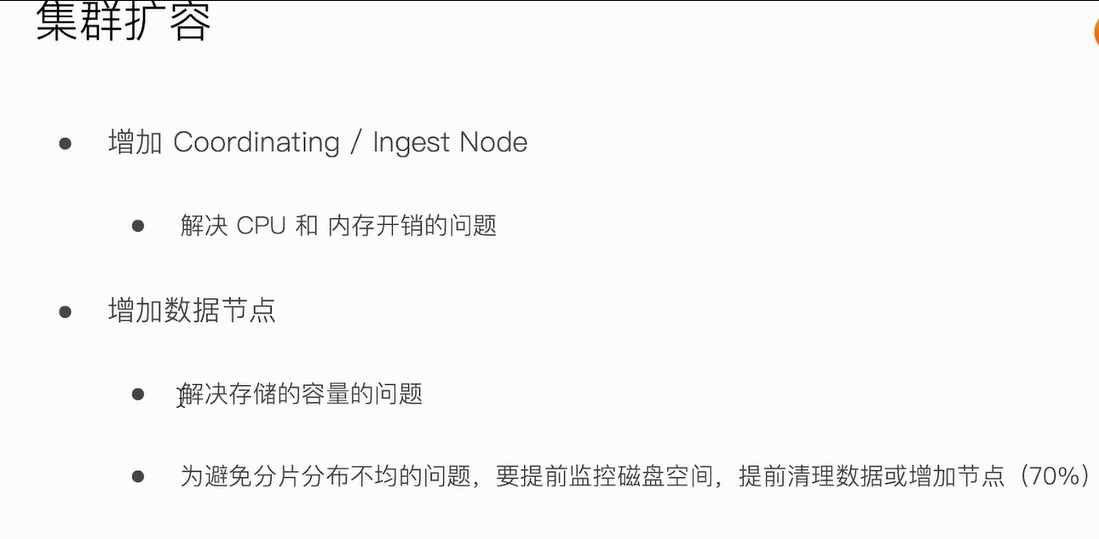 集群扩容
增加 Coordinating / Ingest Node
解决 CPU 和 内存开销的问题
增加数据节点
解决存储的容量的问题
为避免分片分布不均的问题，要提前监控磁盘空间，提前清理数据或增加节点（70%）